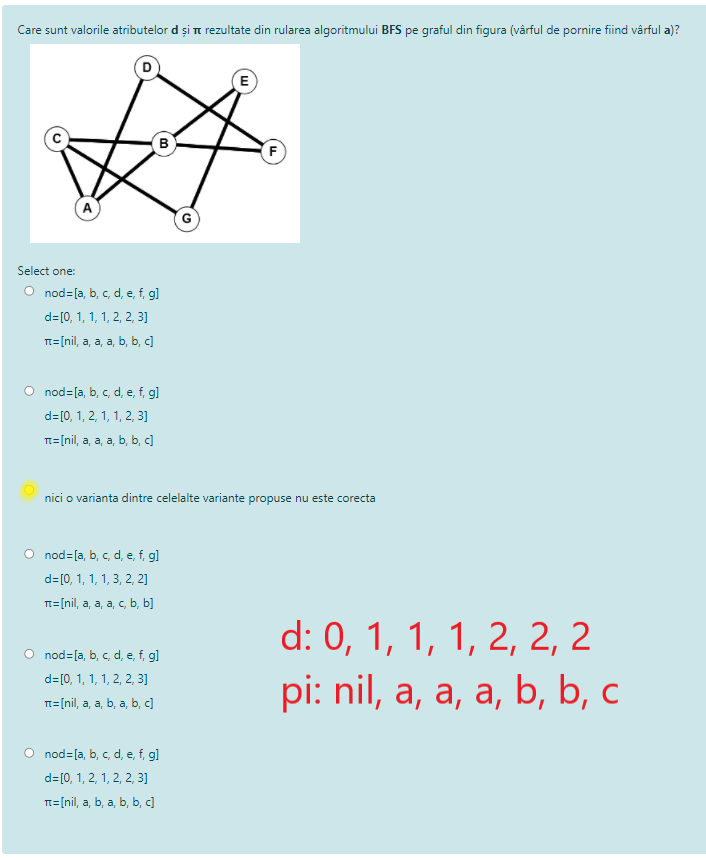 Care sunt valorile atributelor d și π rezultate din rularea algoritmului BFS pe graful din figura (vârful de pornire fiind vârful a)?
D
E
C
B
F
A
G
Select one:
nod=[a, b, c, d, e, f, g]
d=[0, 1, 1, 1, 2, 2, 3]
π=[nil, a, a, a, b, b, c]
nod=[a, b, c, d, e, f, g]
d=[0, 1, 2, 1, 1, 2, 3]
π=[nil, a, a, a, b, b, c]
nici o varianta dintre celelalte variante propuse nu este corecta
nod=[a, b, c, d, e, f, g]
d=[0, 1, 1, 1, 3, 2, 2]
π=[nil, a, a, a, c, b, b]
d: 0, 1, 1, 1, 2, 2, 2
nod=[a, b, c, d, e, f, g]
d=[0, 1, 1, 1, 2, 2, 3]
pi: nil, a, a, a, b, b, c
π=[nil, a, a, b, a, b, c]
nod=[a, b, c, d, e, f, g]
d=[0, 1, 2, 1, 2, 2, 3]
π=[nil, a, b, a, b, b, c]